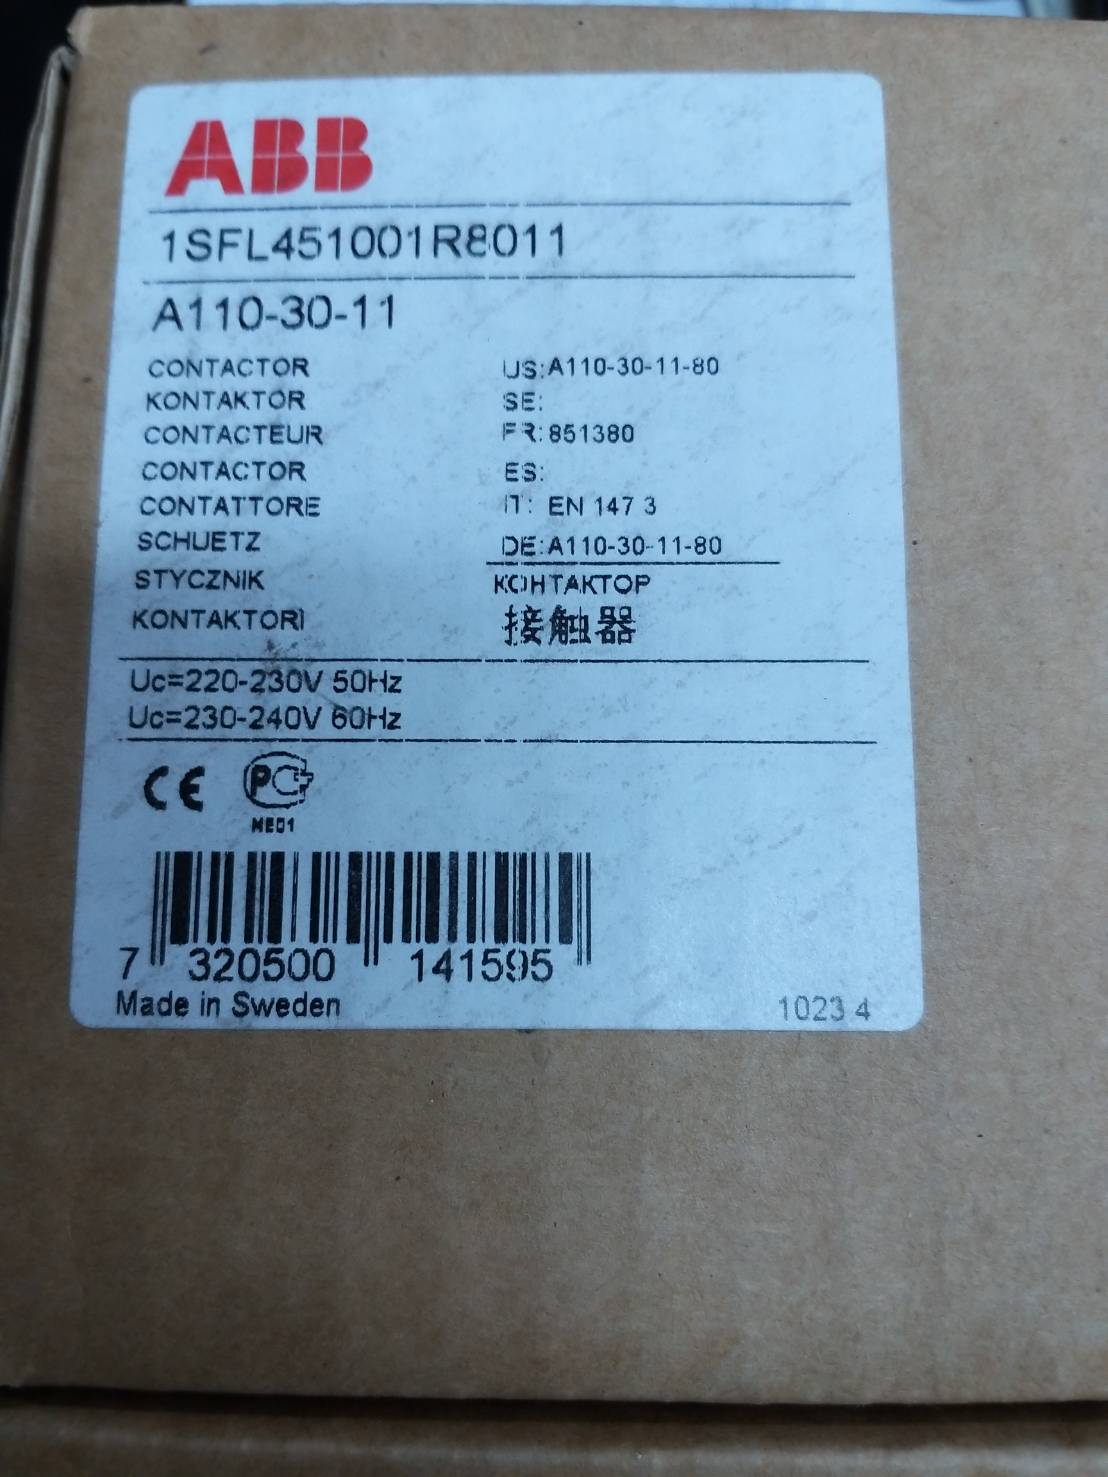 ABB
1SFL451001R8011
A110-30-11
CONTACTOR US:A110-30-11-80
KONTAKTOR SE:
CONTACTEUR FR:851380
CONTACTOR ES:
CONTATTORE IT: EN 147 3
SCHUETZ DE:A110-30-11-80
STYCZNIK КОНТАКТОР
KONTAKTORI 接触器
Uc=220-230V 50Hz
Uc=230-240V 60Hz
CE PC
ME01
7 320500 141595
Made in Sweden 1023 4